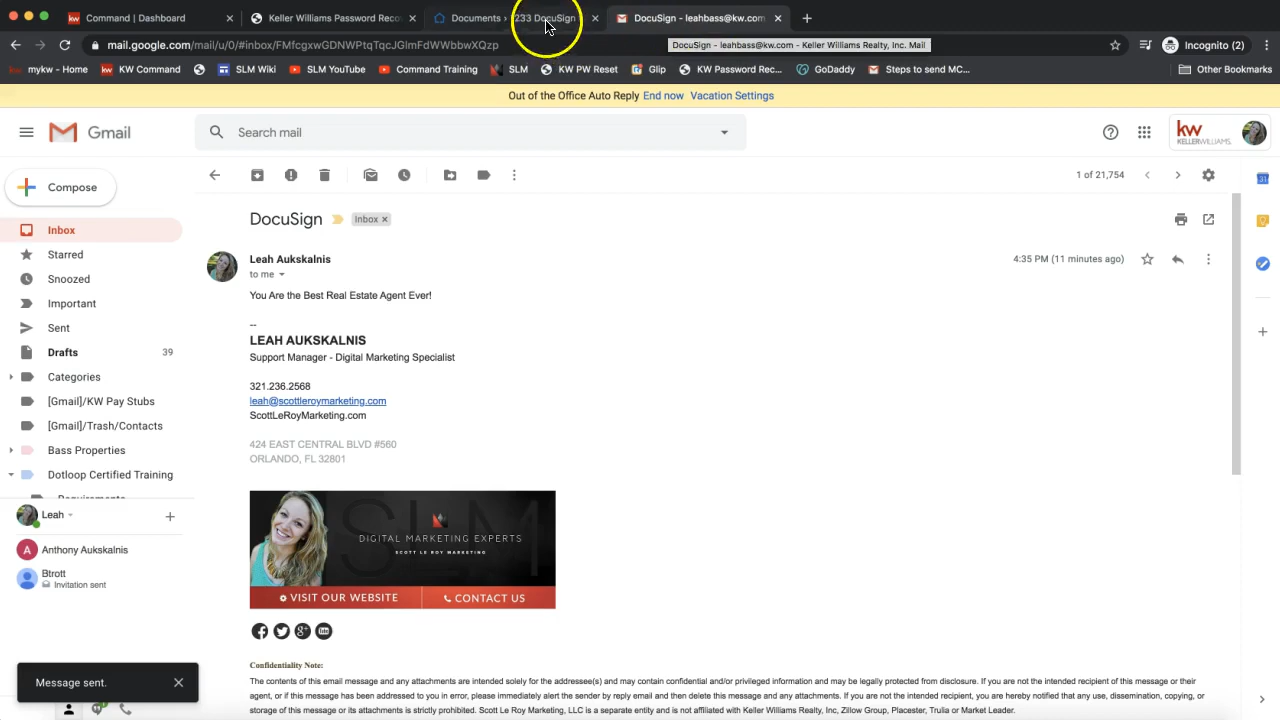 Command | Dashboard
Keller Williams Password Reco
Documents › 1233 DocuSign
DocuSign - leahbass@kw.com
mail.google.com/mail/u/0/#inbox/FMfcgxwGDNWPtqTqcJGlmFdWWbbwXQzp
DocuSign - leahbass@kw.com - Keller Williams Realty, Inc. Mail
Incognito (2)
mykw - Home
KW Command
SLM Wiki
SLM YouTube
Command Training
SLM
KW PW Reset
Glip
KW Password Rec...
GoDaddy
Steps to send MC...
Other Bookmarks
Out of the Office Auto Reply End now Vacation Settings
Gmail
Search mail
kw
KELLERWILLIAMS.
Compose
1 of 21,754
DocuSign
Inbox ×
Inbox
Starred
Snoozed
Important
Sent
Drafts 39
Categories
[Gmail]/KW Pay Stubs
[Gmail]/Trash/Contacts
Bass Properties
Dotloop Certified Training
Requirements
Leah
Anthony Aukskalnis
A
Btrott
Invitation sent
Leah Aukskalnis
4:35 PM (11 minutes ago)
to me
You Are the Best Real Estate Agent Ever!
--
LEAH AUKSKALNIS
Support Manager - Digital Marketing Specialist
321.236.2568
leah@scottleroymarketing.com
ScottLeRoyMarketing.com
424 EAST CENTRAL BLVD #560
ORLANDO, FL 32801
SLM
DIGITAL MARKETING EXPERTS
SCOTT LE ROY MARKETING
VISIT OUR WEBSITE
CONTACT US
Confidentiality Note:
The contents of this email message and any attachments are intended solely for the addressee(s) and may contain confidential and/or privileged information and may be legally protected from disclosure. If you are not the intended recipient of this message or their
agent, or if this message has been addressed to you in error, please immediately alert the sender by reply email and then delete this message and any attachments. If you are not the intended recipient, you are hereby notified that any use, dissemination, copying, or
storage of this message or its attachments is strictly prohibited. Scott Le Roy Marketing, LLC is a separate entity and is not affiliated with Keller Williams Realty, Inc, Zillow Group, Placester, Trulia or Market Leader.
Message sent.